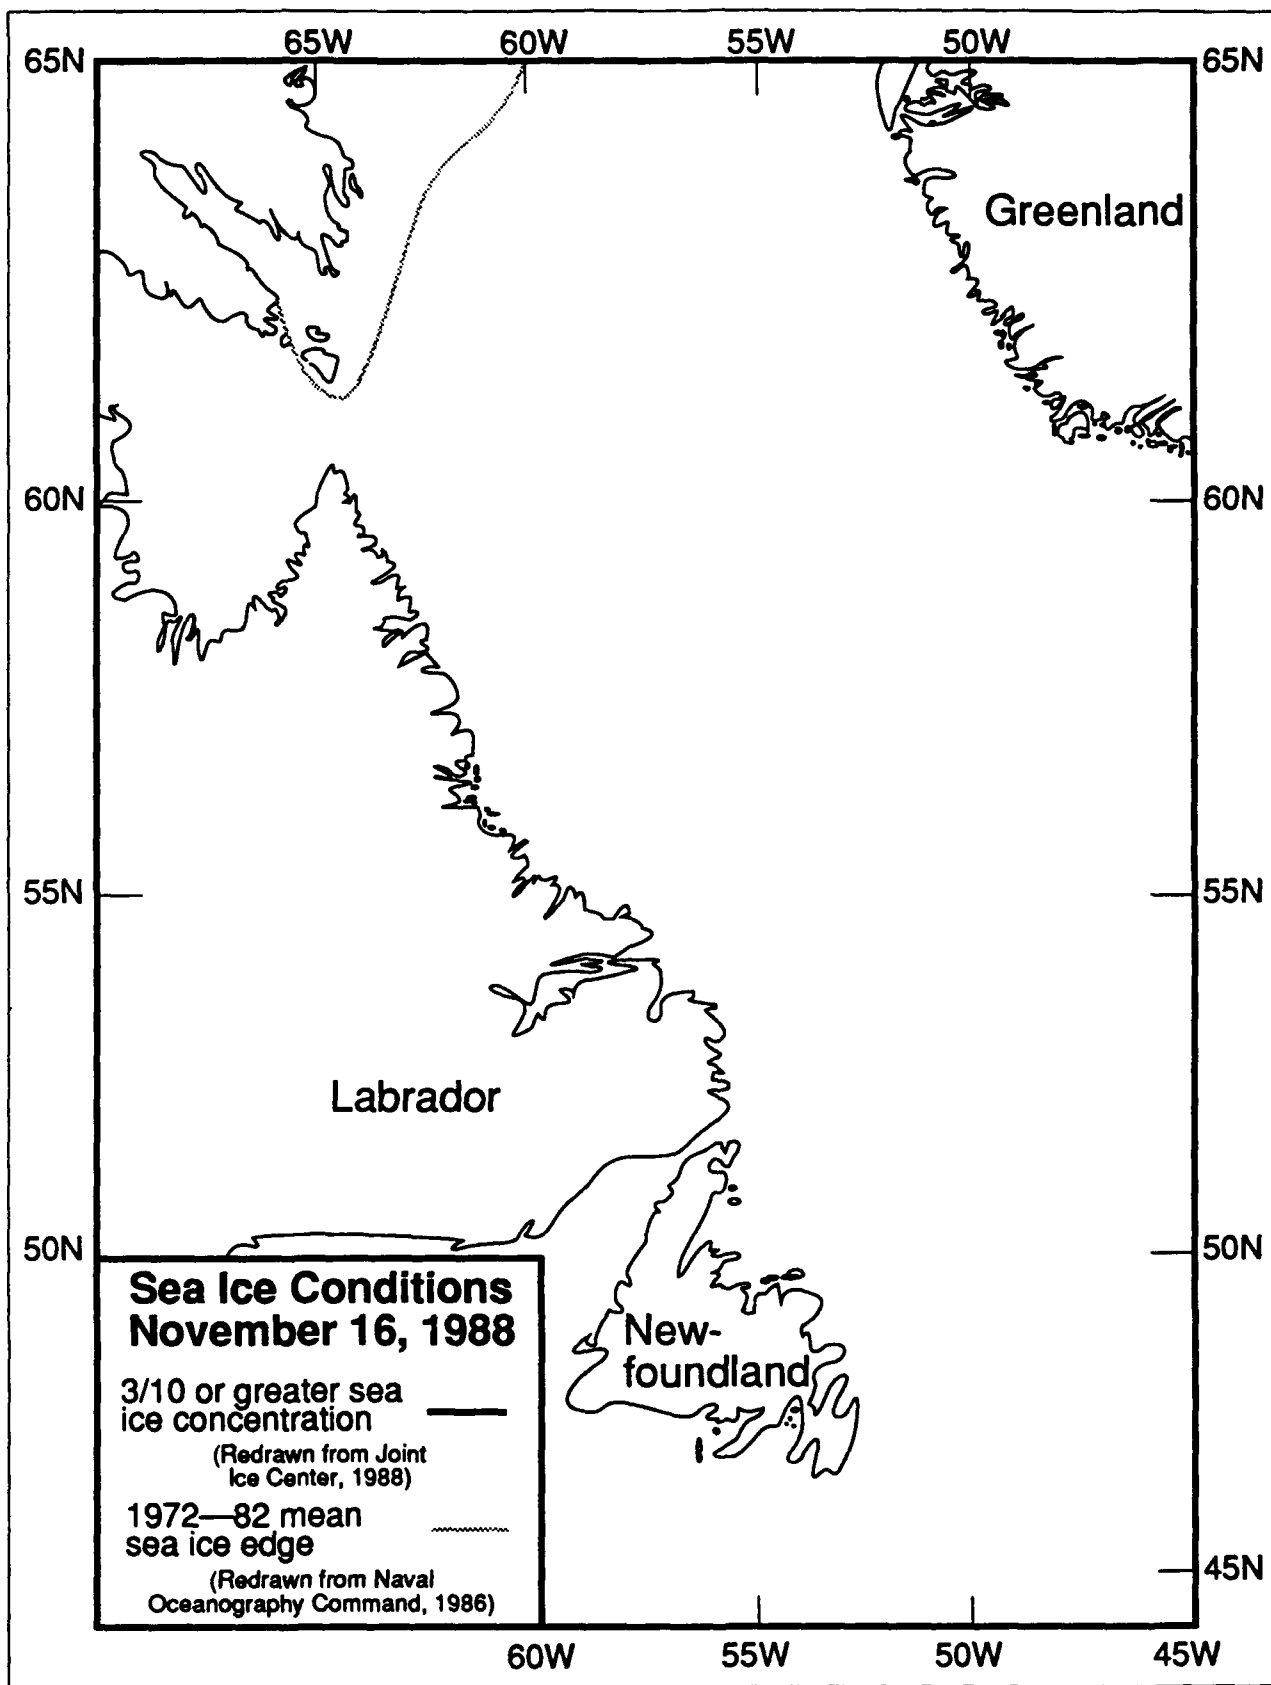 65W 60W 55W 50W
65N 65N
Greenland
60N 60N
55N 55N
Labrador
50N 50N
Sea Ice Conditions
November 16, 1988
New-
foundland
3/10 or greater sea
ice concentration
(Redrawn from Joint
Ice Center, 1988)
1972—82 mean
sea ice edge
(Redrawn from Naval
Oceanography Command, 1986)
45N
60W 55W 50W 45W